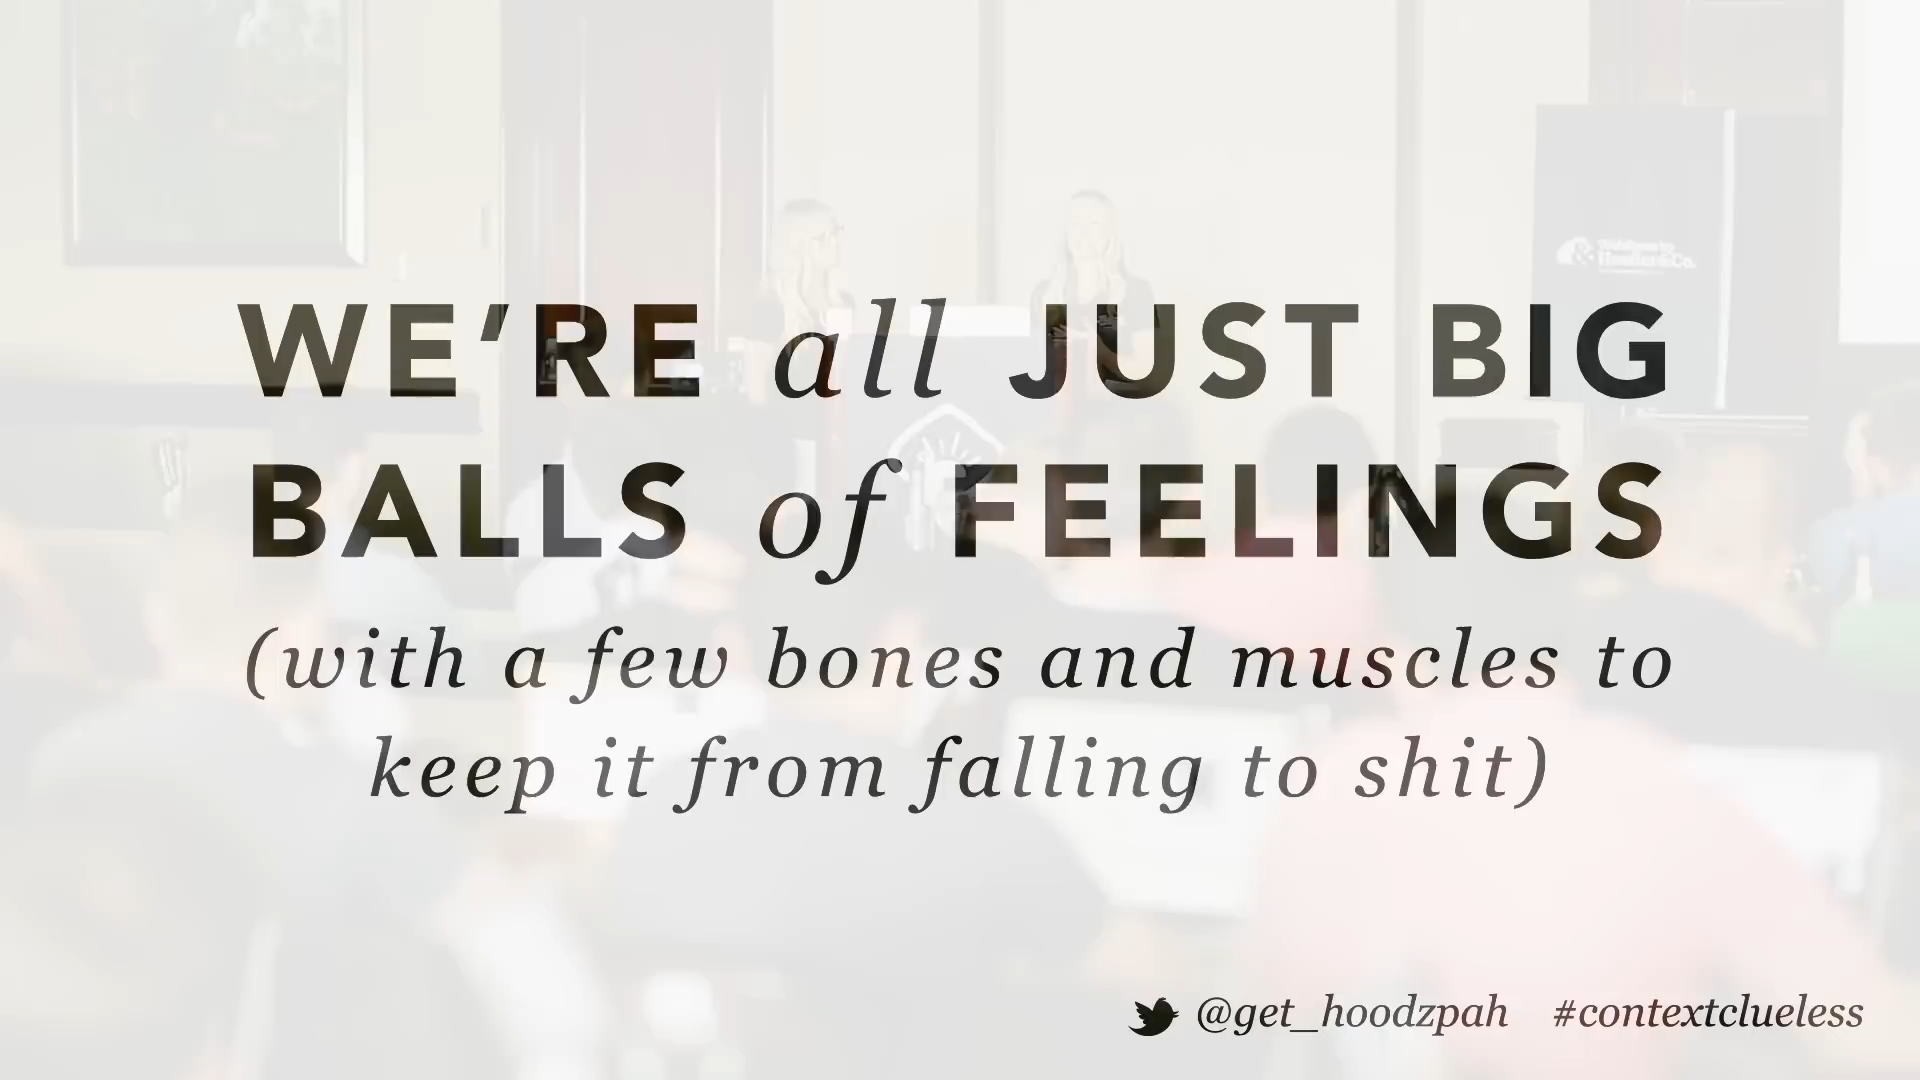 WE’RE all JUST BIG
BALLS of FEELINGS
(with a few bones and muscles to
keep it from falling to shit)
@get_hoodzpah #contextclueless